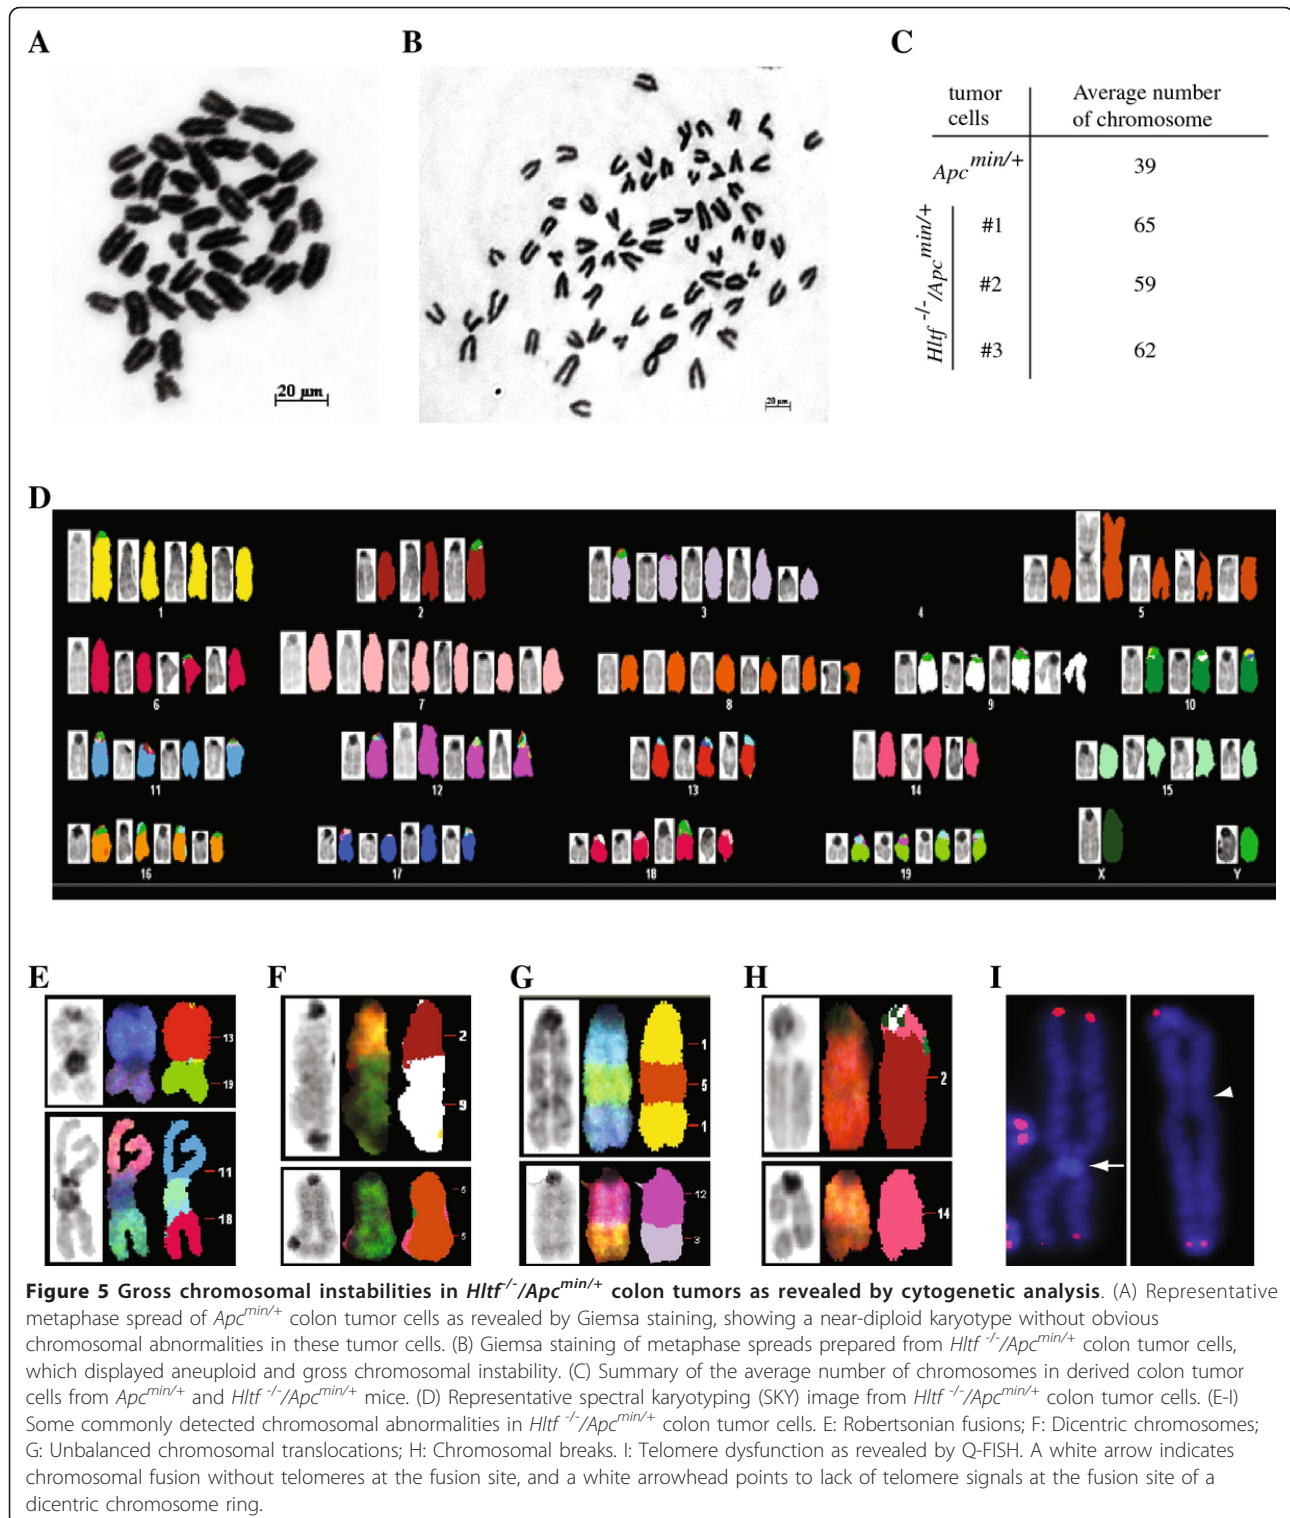 A
B
C
20 µm
20 µm
tumor cells
Average number of chromosome
Apc min/+
39
Hltf -/-/Apc min/+
#1
65
#2
59
#3
62
D
1
2
3
4
5
6
7
8
9
10
11
12
13
14
15
16
17
18
19
X
Y
E
F
G
H
I
13
19
11
18
2
9
1
5
1
12
3
2
14
Figure 5 Gross chromosomal instabilities in Hltf-/-/Apcmin/+ colon tumors as revealed by cytogenetic analysis. (A) Representative
metaphase spread of Apcmin/+ colon tumor cells as revealed by Giemsa staining, showing a near-diploid karyotype without obvious
chromosomal abnormalities in these tumor cells. (B) Giemsa staining of metaphase spreads prepared from Hltf -/-/Apcmin/+ colon tumor cells,
which displayed aneuploid and gross chromosomal instability. (C) Summary of the average number of chromosomes in derived colon tumor
cells from Apcmin/+ and Hltf -/-/Apcmin/+ mice. (D) Representative spectral karyotyping (SKY) image from Hltf -/-/Apcmin/+ colon tumor cells. (E-I)
Some commonly detected chromosomal abnormalities in Hltf -/-/Apcmin/+ colon tumor cells. E: Robertsonian fusions; F: Dicentric chromosomes;
G: Unbalanced chromosomal translocations; H: Chromosomal breaks. I: Telomere dysfunction as revealed by Q-FISH. A white arrow indicates
chromosomal fusion without telomeres at the fusion site, and a white arrowhead points to lack of telomere signals at the fusion site of a
dicentric chromosome ring.